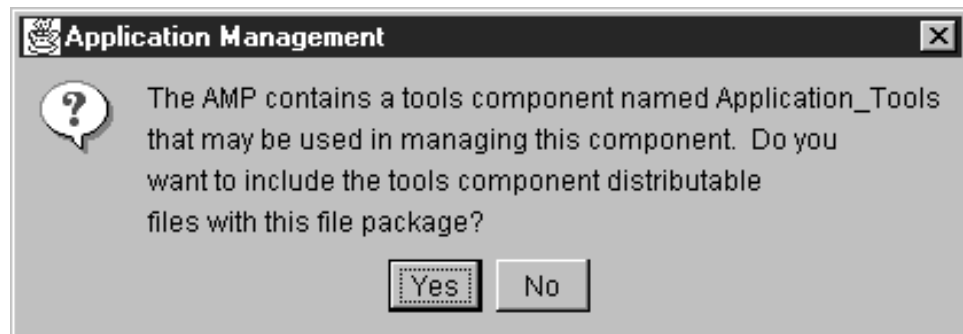 Application Management
The AMP contains a tools component named Application_Tools
that may be used in managing this component. Do you
want to include the tools component distributable
files with this file package?
Yes No